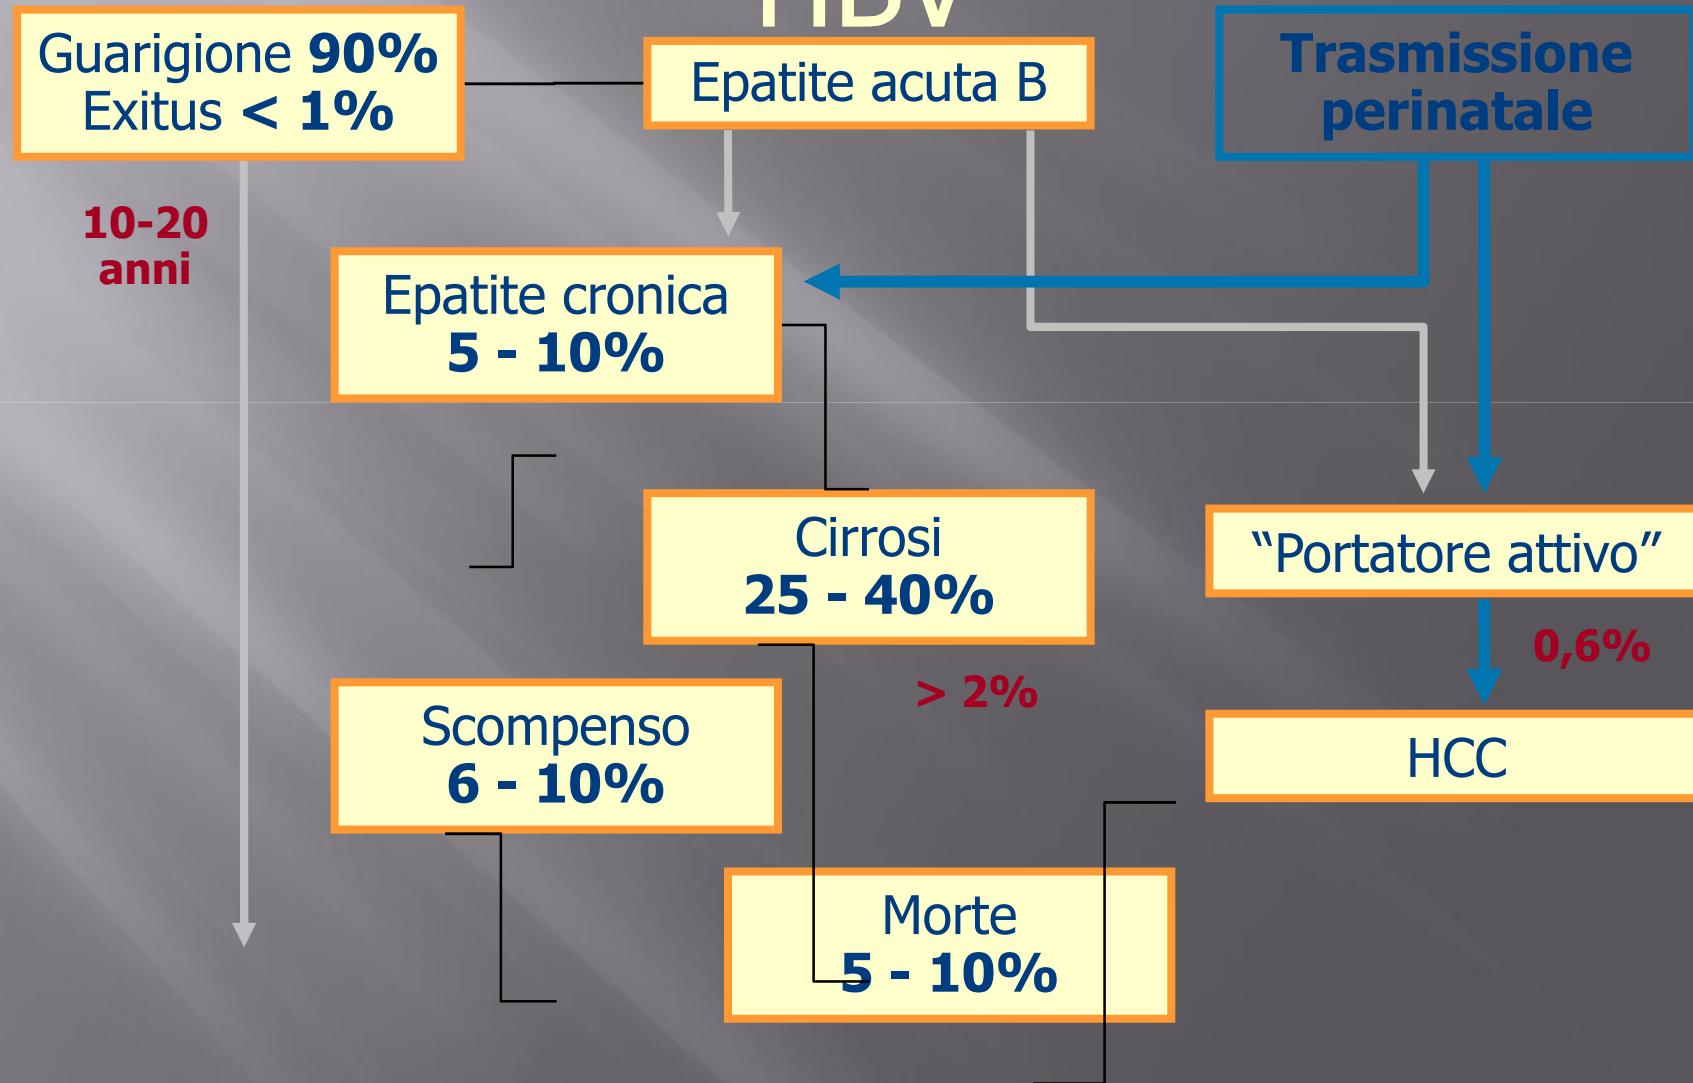 HBV
Guarigione 90%
Exitus < 1%
Epatite acuta B
Trasmissione
perinatale
10-20
anni
Epatite cronica
5 - 10%
Cirrosi
25 - 40%
“Portatore attivo”
0,6%
> 2%
Scompenso
6 - 10%
HCC
Morte
5 - 10%